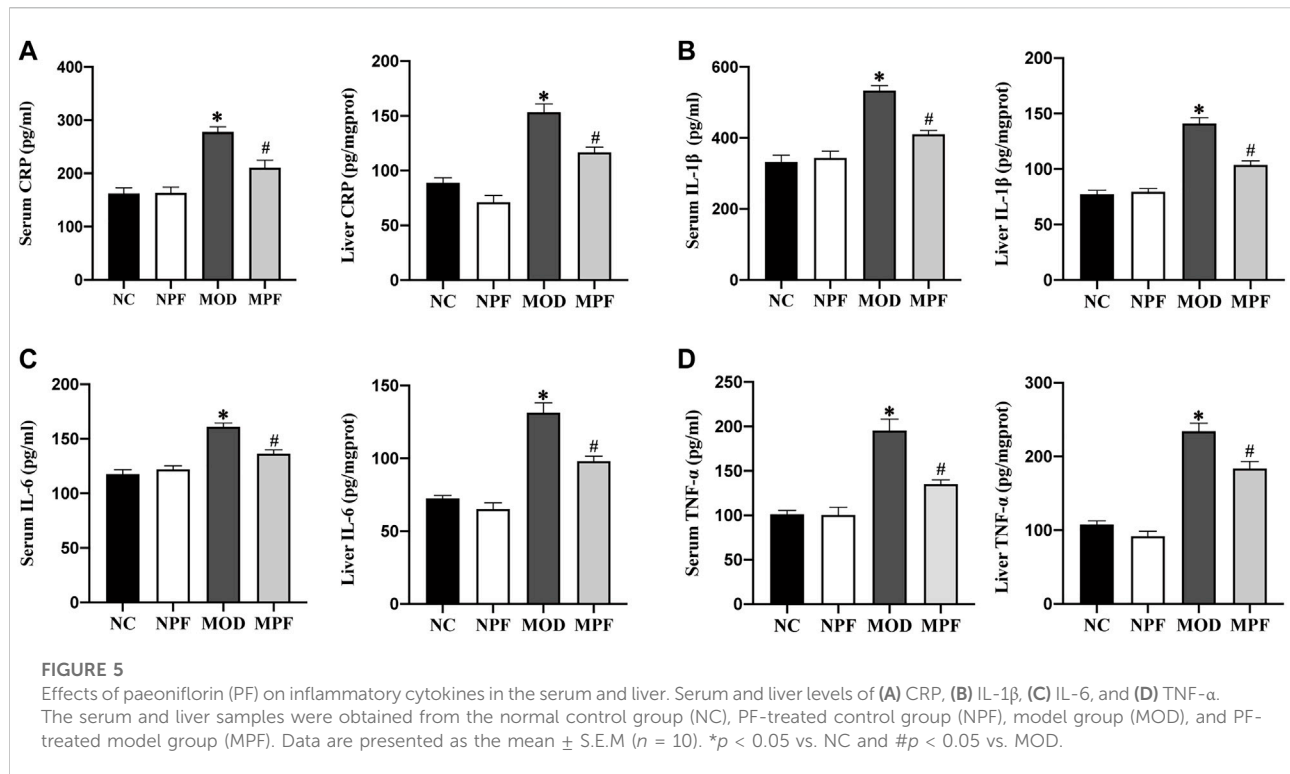 A
Serum CRP (pg/ml)
400
300
200
100
0
*
#
NC NPF MOD MPF
Liver CRP (pg/mgprot)
200
150
100
50
0
*
#
NC NPF MOD MPF
B
Serum IL-1β (pg/ml)
600
400
200
0
*
#
NC NPF MOD MPF
Liver IL-1β (pg/mgprot)
200
150
100
50
0
*
#
NC NPF MOD MPF
C
Serum IL-6 (pg/ml)
200
150
100
50
0
*
#
NC NPF MOD MPF
Liver IL-6 (pg/mgprot)
150
100
50
0
*
#
NC NPF MOD MPF
D
Serum TNF-α (pg/ml)
250
200
150
100
50
0
*
#
NC NPF MOD MPF
Liver TNF-α (pg/mgprot)
300
200
100
0
*
#
NC NPF MOD MPF
FIGURE 5
Effects of paeoniflorin (PF) on inflammatory cytokines in the serum and liver. Serum and liver levels of (A) CRP, (B) IL-1β, (C) IL-6, and (D) TNF-α.
The serum and liver samples were obtained from the normal control group (NC), PF-treated control group (NPF), model group (MOD), and PF-
treated model group (MPF). Data are presented as the mean ± S.E.M (n = 10). *p < 0.05 vs. NC and #p < 0.05 vs. MOD.